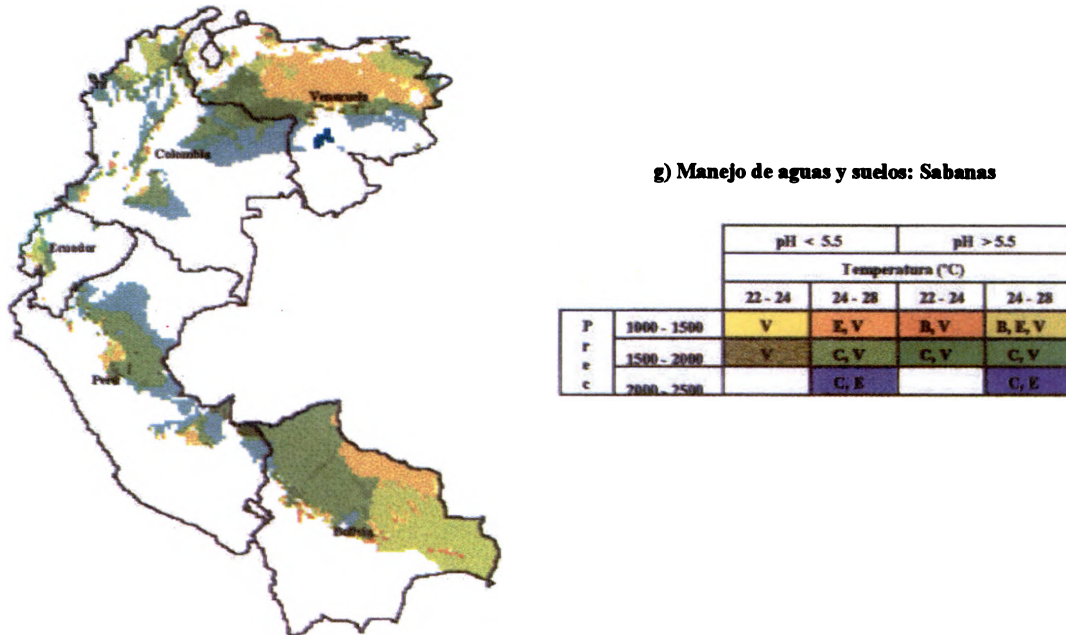 Venezuela
Colombia
Ecuador
Perú
Bolivia
g) Manejo de aguas y suelos: Sabanas
pH < 5.5 pH > 5.5
Temperatura (°C)
22 - 24 24 - 28 22 - 24 24 - 28
P r e c
1000 - 1500 V E, V B, V B, E, V
1500 - 2000 V C, V C, V C, V
2000 - 2500 C, E C, E